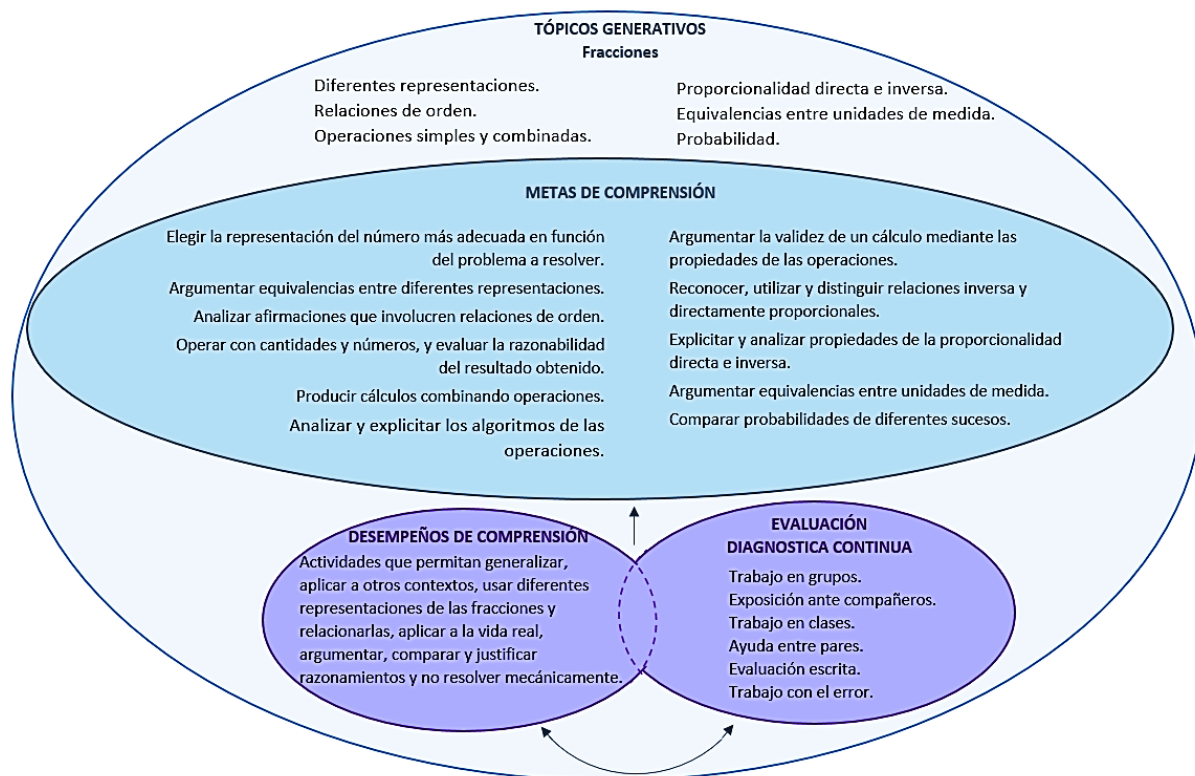 TÓPICOS GENERATIVOS
Fracciones
Diferentes representaciones.
Relaciones de orden.
Operaciones simples y combinadas.
Proporcionalidad directa e inversa.
Equivalencias entre unidades de medida.
Probabilidad.
METAS DE COMPRENSIÓN
Elegir la representación del número más adecuada en función
del problema a resolver.
Argumentar equivalencias entre diferentes representaciones.
Analizar afirmaciones que involucren relaciones de orden.
Operar con cantidades y números, y evaluar la razonabilidad
del resultado obtenido.
Producir cálculos combinando operaciones.
Analizar y explicitar los algoritmos de las
operaciones.
Argumentar la validez de un cálculo mediante las
propiedades de las operaciones.
Reconocer, utilizar y distinguir relaciones inversa y
directamente proporcionales.
Explicitar y analizar propiedades de la proporcionalidad
directa e inversa.
Argumentar equivalencias entre unidades de medida.
Comparar probabilidades de diferentes sucesos.
DESEMPEÑOS DE COMPRENSIÓN
Actividades que permitan generalizar,
aplicar a otros contextos, usar diferentes
representaciones de las fracciones y
relacionarlas, aplicar a la vida real,
argumentar, comparar y justificar
razonamientos y no resolver mecánicamente.
EVALUACIÓN
DIAGNOSTICA CONTINUA
Trabajo en grupos.
Exposición ante compañeros.
Trabajo en clases.
Ayuda entre pares.
Evaluación escrita.
Trabajo con el error.